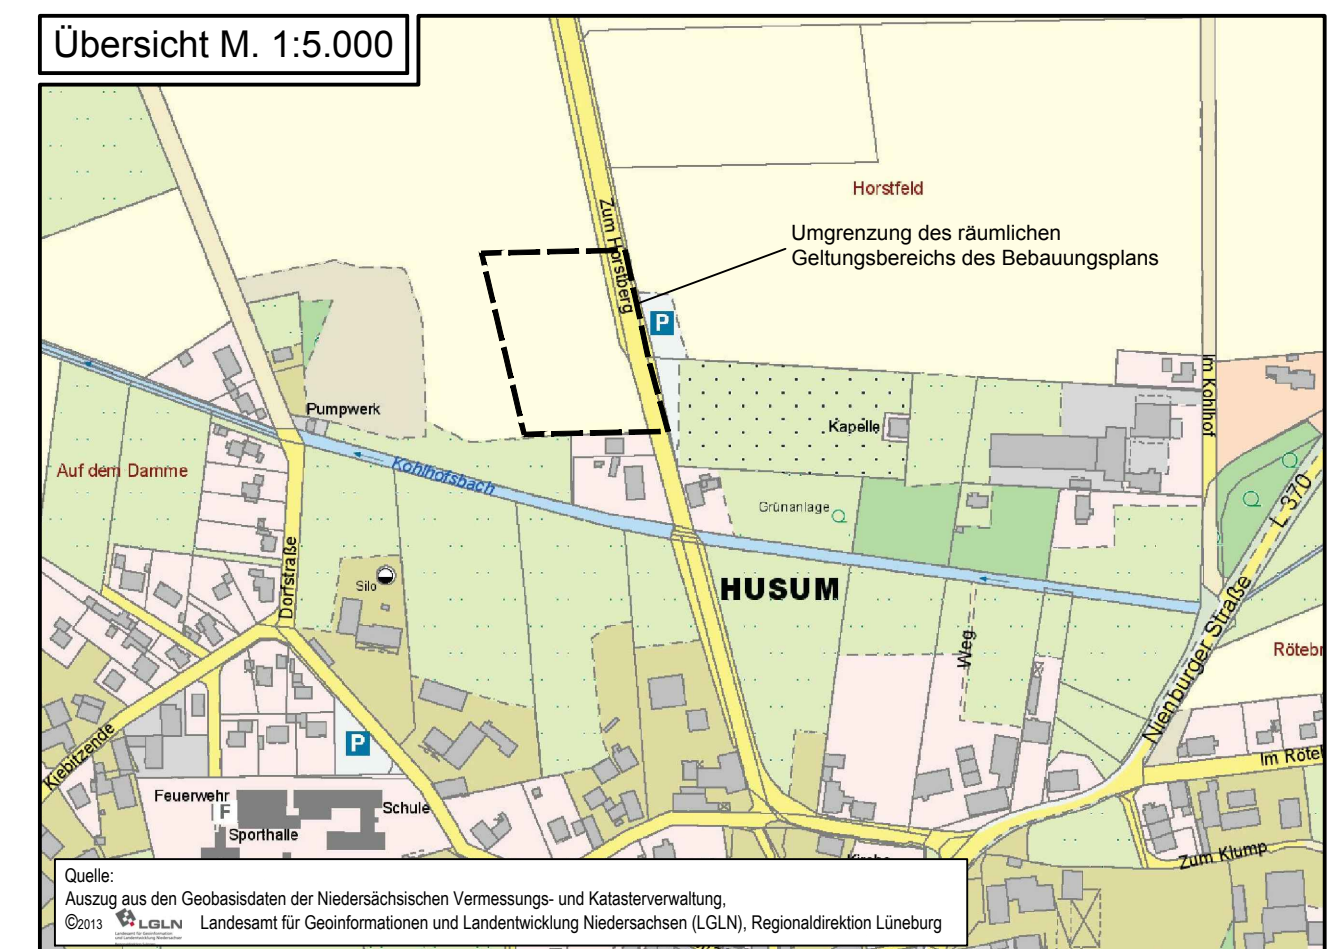 Übersicht M. 1:5.000
Horstfeld
Zum Horstberg
Umgrenzung des räumlichen
Geltungsbereichs des Bebauungsplans
P
Im Kohlhof
Pumpwerk
Kapelle
Auf dem Damme
Kohlhofsbach
Grünanlage
L 370
Silo
HUSUM
Dorfstraße
Weg
Nienburger Straße
Röteb
P
Kiebitzende
Im Röte
Feuerwehr
F
Schule
Sporthalle
Zum Klump
Quelle:
Auszug aus den Geobasisdaten der Niedersächsischen Vermessungs- und Katasterverwaltung,
©2013 LGLN Landesamt für Geoinformationen und Landentwicklung Niedersachsen (LGLN), Regionaldirektion Lüneburg